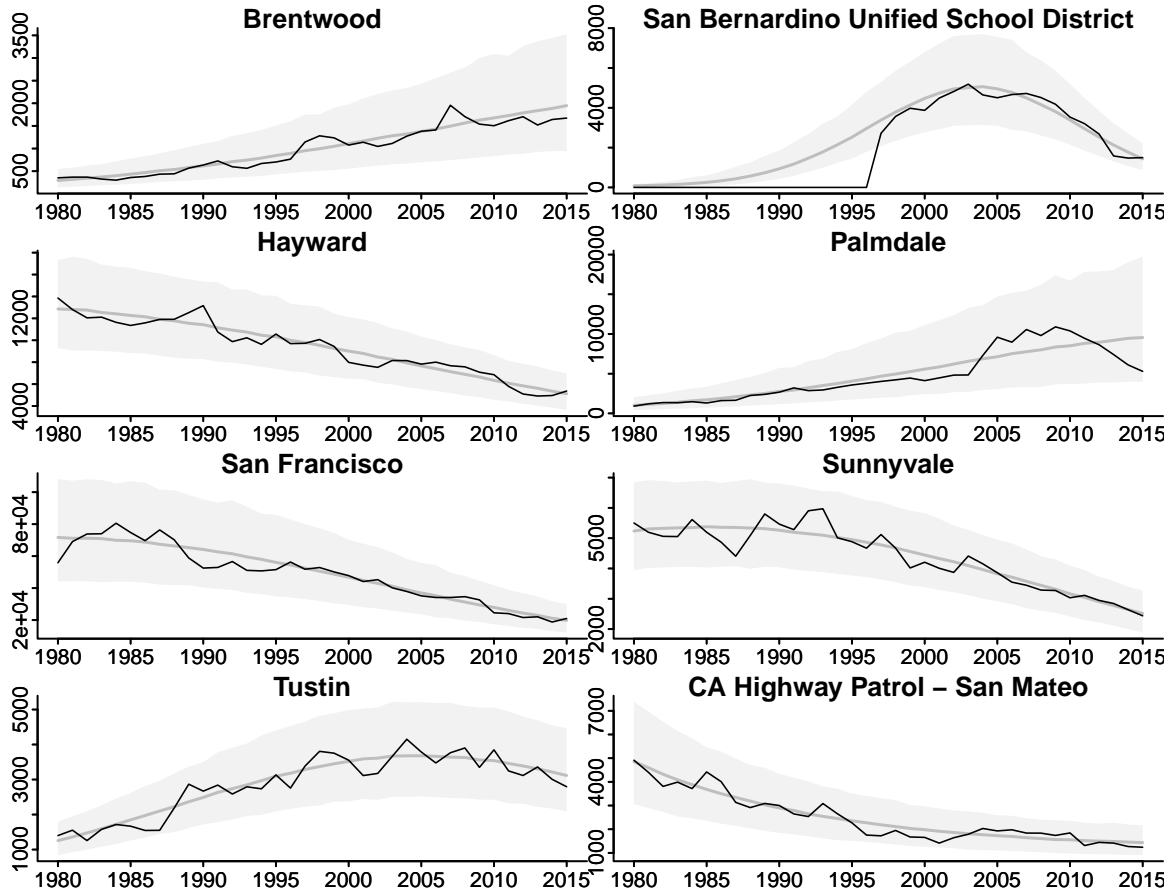 Brentwood
500 2000 3500
1980 1985 1990 1995 2000 2005 2010 2015
San Bernardino Unified School District
0 4000 8000
1980 1985 1990 1995 2000 2005 2010 2015
Hayward
4000 12000
1980 1985 1990 1995 2000 2005 2010 2015
Palmdale
0 10000 20000
1980 1985 1990 1995 2000 2005 2010 2015
San Francisco
2e+04 8e+04
1980 1985 1990 1995 2000 2005 2010 2015
Sunnyvale
2000 5000
1980 1985 1990 1995 2000 2005 2010 2015
Tustin
1000 3000 5000
1980 1985 1990 1995 2000 2005 2010 2015
CA Highway Patrol − San Mateo
1000 4000 7000
1980 1985 1990 1995 2000 2005 2010 2015